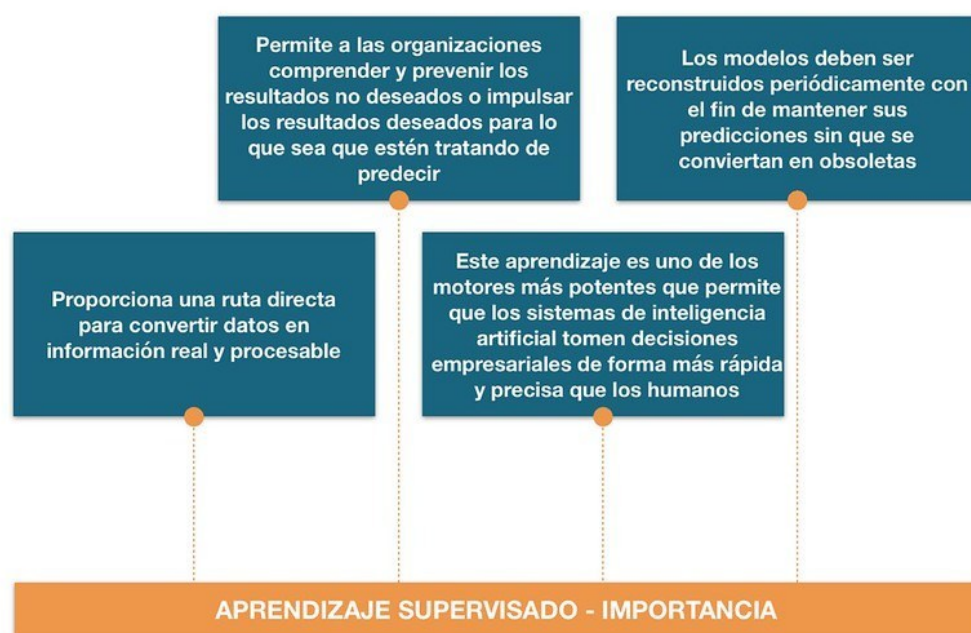 Permite a las organizaciones
comprender y prevenir los
resultados no deseados o impulsar
los resultados deseados para lo
que sea que estén tratando de
predecir
Los modelos deben ser
reconstruidos periódicamente con
el fin de mantener sus
predicciones sin que se
conviertan en obsoletas
Proporciona una ruta directa
para convertir datos en
información real y procesable
Este aprendizaje es uno de los
motores más potentes que permite
que los sistemas de inteligencia
artificial tomen decisiones
empresariales de forma más rápida
y precisa que los humanos
APRENDIZAJE SUPERVISADO - IMPORTANCIA